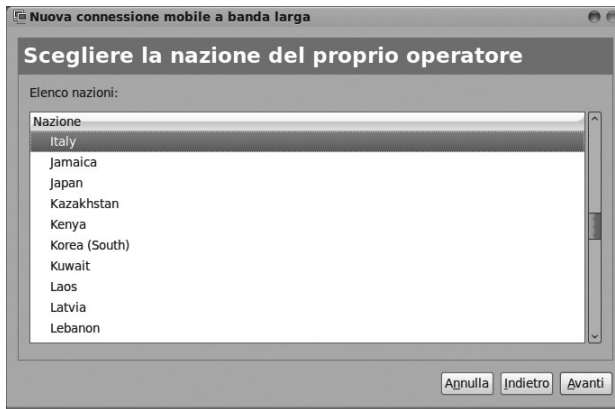 Nuova connessione mobile a banda larga
Scegliere la nazione del proprio operatore
Elenco nazioni:
Nazione
Italy
Jamaica
Japan
Kazakhstan
Kenya
Korea (South)
Kuwait
Laos
Latvia
Lebanon
Annulla Indietro Avanti